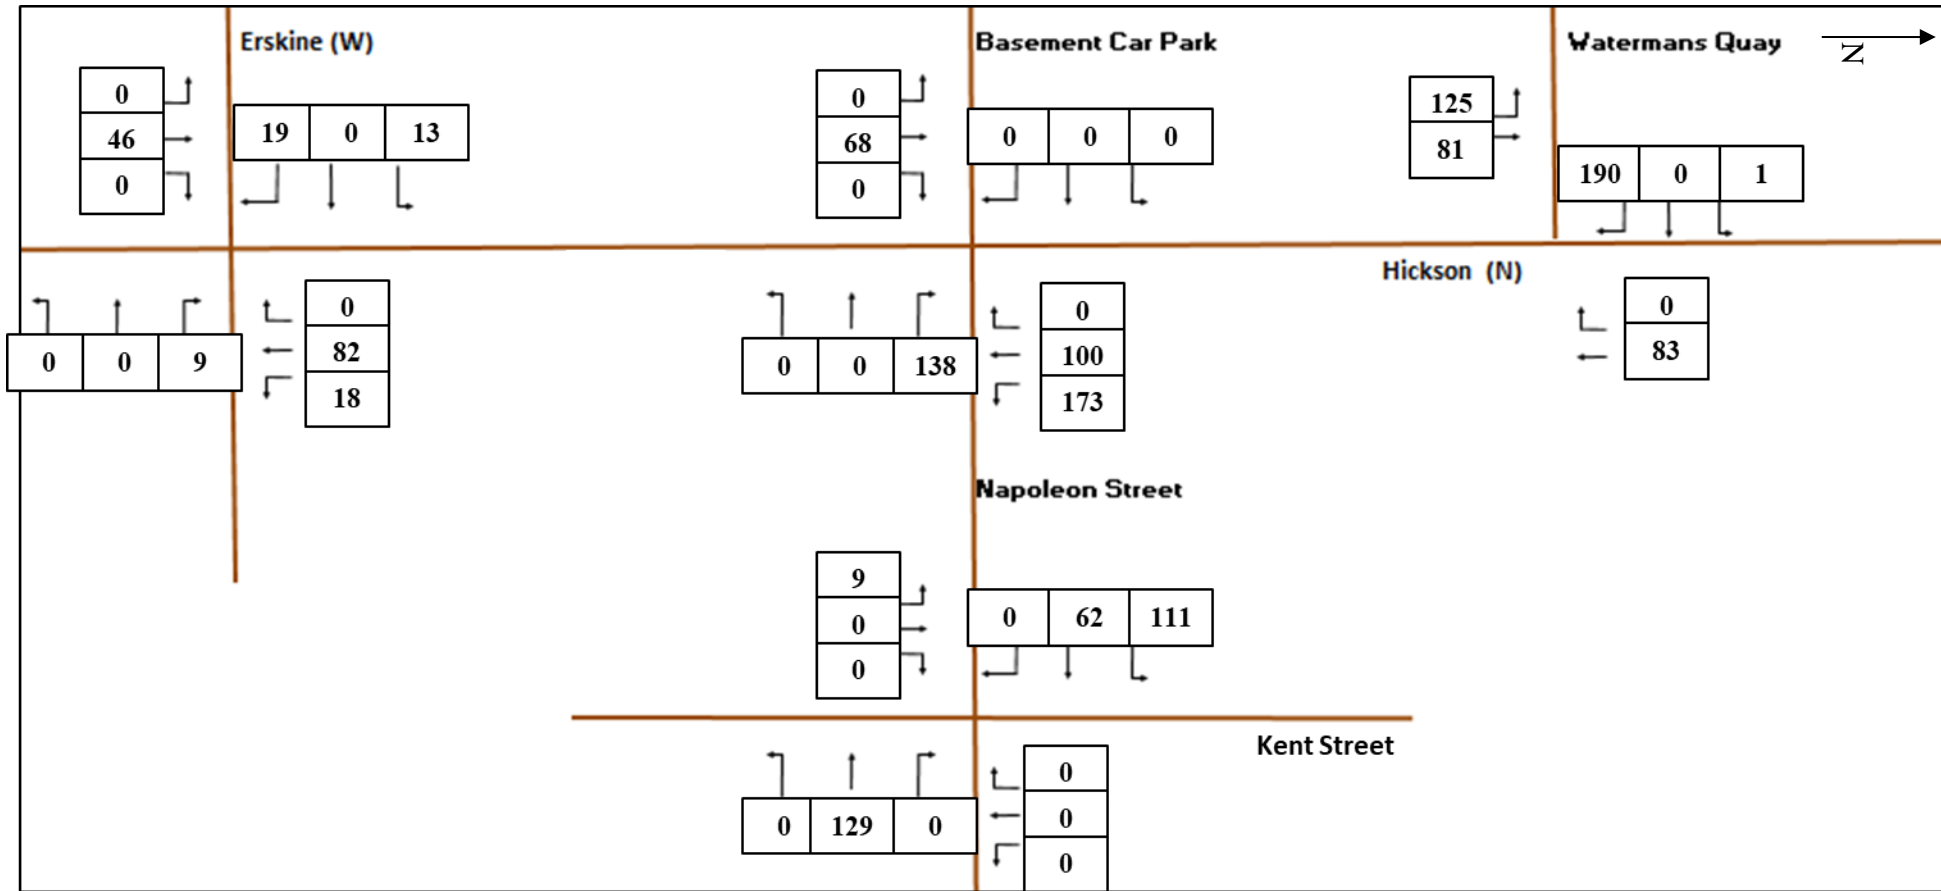 Erskine (W)
Basement Car Park
Watermans Quay
N
0
46
0
19 0 13
0
68
0
0 0 0
125
81
190 0 1
Hickson (N)
0 0 9
0
82
18
0 0 138
0
100
173
0
83
Napoleon Street
9
0
0
0 62 111
Kent Street
0 129 0
0
0
0